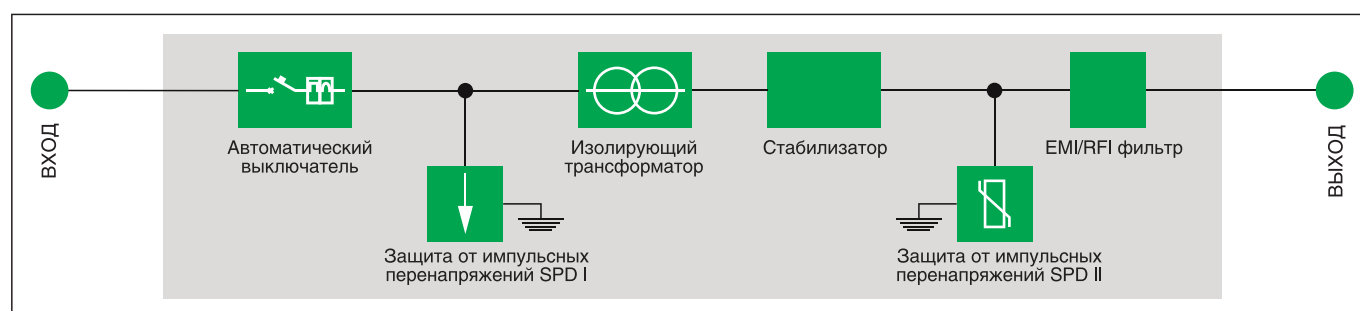 ВХОД
Автоматический
выключатель
Изолирующий
трансформатор
Стабилизатор
EMI/RFI фильтр
ВЫХОД
Защита от импульсных
перенапряжений SPD I
Защита от импульсных
перенапряжений SPD II